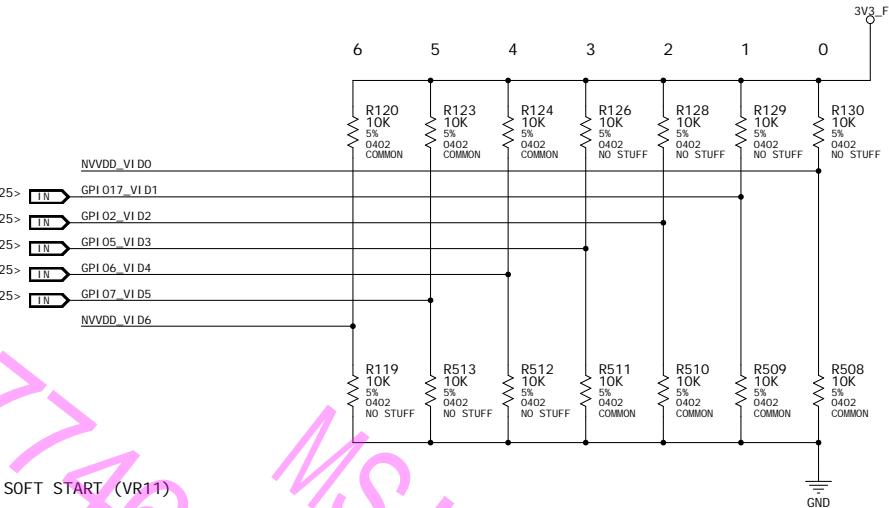 3V3_F
6 5 4 3 2 1 0
R120 R123 R124 R126 R128 R129 R130
10K 10K 10K 10K 10K 10K 10K
5% 5% 5% 5% 5% 5% 5%
0402 0402 0402 0402 0402 0402 0402
COMMON COMMON COMMON NO STUFF NO STUFF NO STUFF NO STUFF
NVVDD_VID0
25> IN GPIO17_VID1
25> IN GPIO2_VID2
25> IN GPIO5_VID3
25> IN GPIO6_VID4
25> IN GPIO7_VID5
NVVDD_VID6
R119 R513 R512 R511 R510 R509 R508
10K 10K 10K 10K 10K 10K 10K
5% 5% 5% 5% 5% 5% 5%
0402 0402 0402 0402 0402 0402 0402
NO STUFF NO STUFF NO STUFF COMMON COMMON COMMON COMMON
SOFT START (VR11)
GND